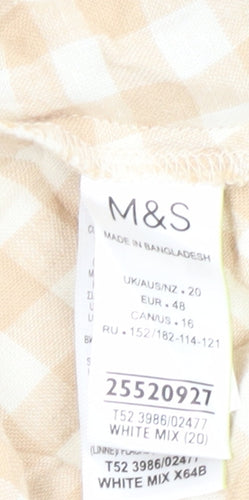 M&S
MADE IN BANGLADESH
UK/AUS/NZ • 20
EUR • 48
CAN/US • 16
RU • 152/182-114-121
25520927
T52 3986/02477
WHITE MIX (20)
T52 3986/02477
WHITE MIX X64B